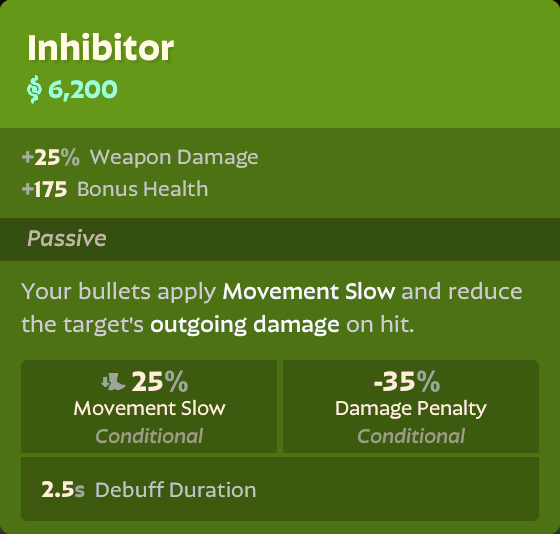 Inhibitor
6,200
+25% Weapon Damage
+175 Bonus Health
Passive
Your bullets apply Movement Slow and reduce
the target's outgoing damage on hit.
25%
Movement Slow
Conditional
-35%
Damage Penalty
Conditional
2.5s Debuff Duration